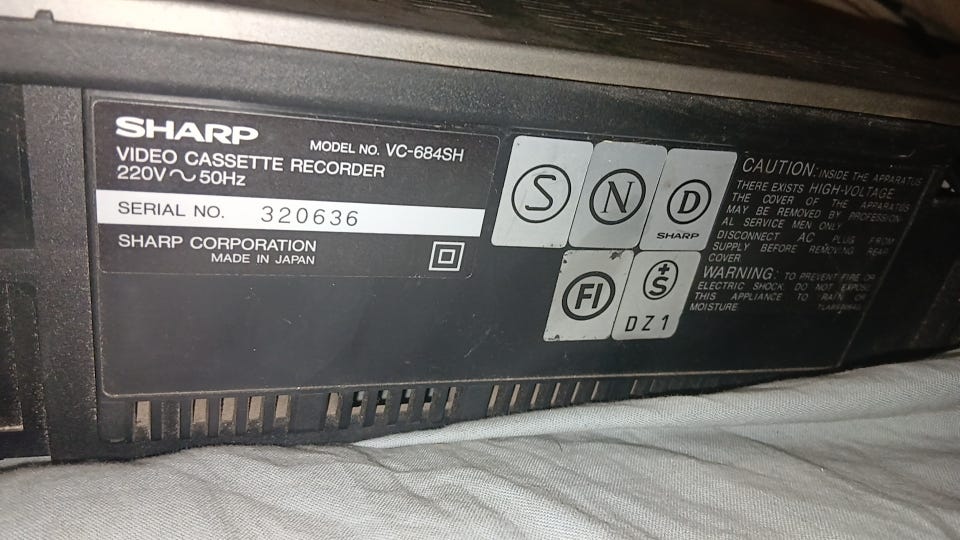 SHARP
MODEL NO. VC-684SH
VIDEO CASSETTE RECORDER
220V ~ 50Hz
SERIAL NO. 320636
SHARP CORPORATION
MADE IN JAPAN
S
N
D
SHARP
FI
+S
DZ1
CAUTION: INSIDE THE APPARATUS
THERE EXISTS HIGH-VOLTAGE.
THE COVER OF THE APPARATUS
MAY BE REMOVED BY PROFESSION-
AL SERVICE MEN ONLY
DISCONNECT AC PLUG FROM
SUPPLY BEFORE REMOVING REAR
COVER
WARNING: TO PREVENT FIRE OR
ELECTRIC SHOCK. DO NOT EXPOSE
THIS APPLIANCE TO RAIN OR
MOISTURE